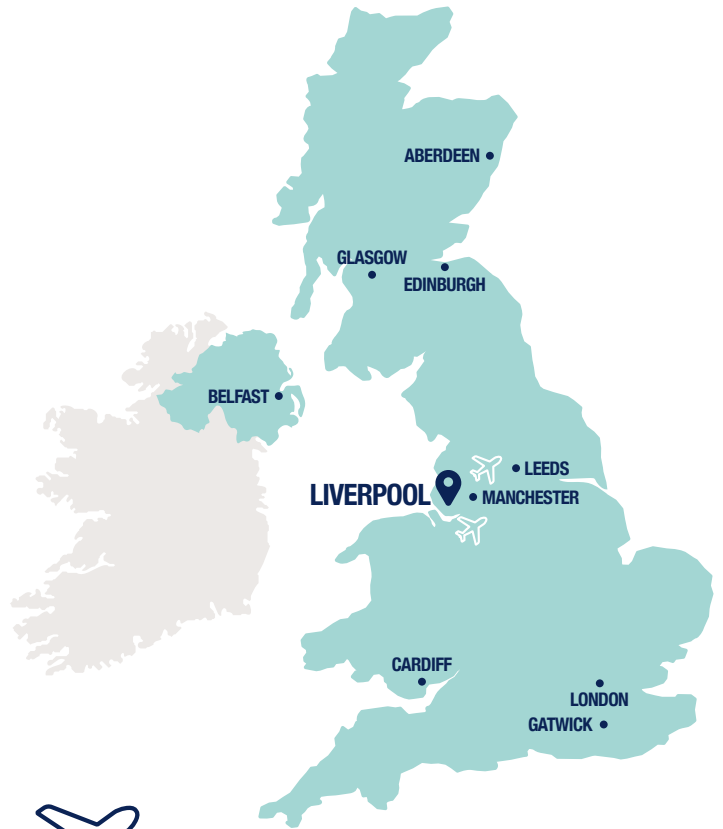 ABERDEEN
GLASGOW
EDINBURGH
BELFAST
LEEDS
LIVERPOOL
MANCHESTER
CARDIFF
LONDON
GATWICK